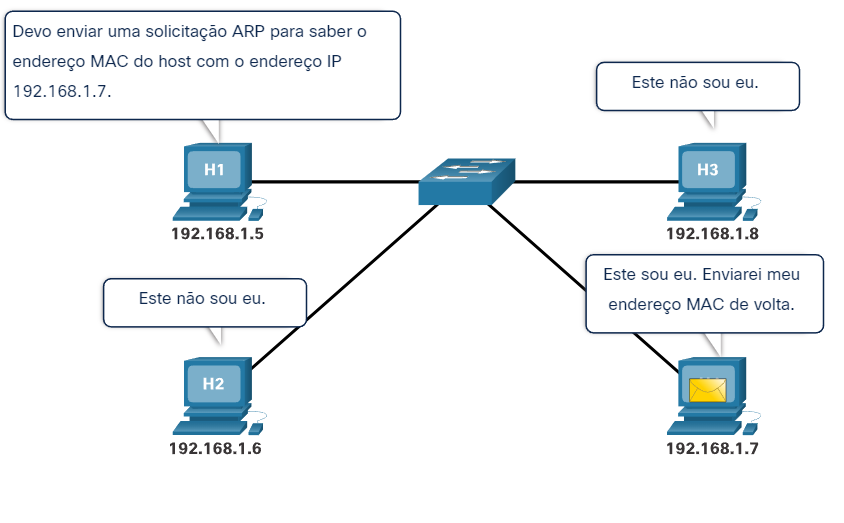 Devo enviar uma solicitação ARP para saber o
endereço MAC do host com o endereço IP
192.168.1.7.
Este não sou eu.
H1
H3
192.168.1.5
192.168.1.8
Este não sou eu.
Este sou eu. Enviarei meu
endereço MAC de volta.
H2
192.168.1.6
192.168.1.7